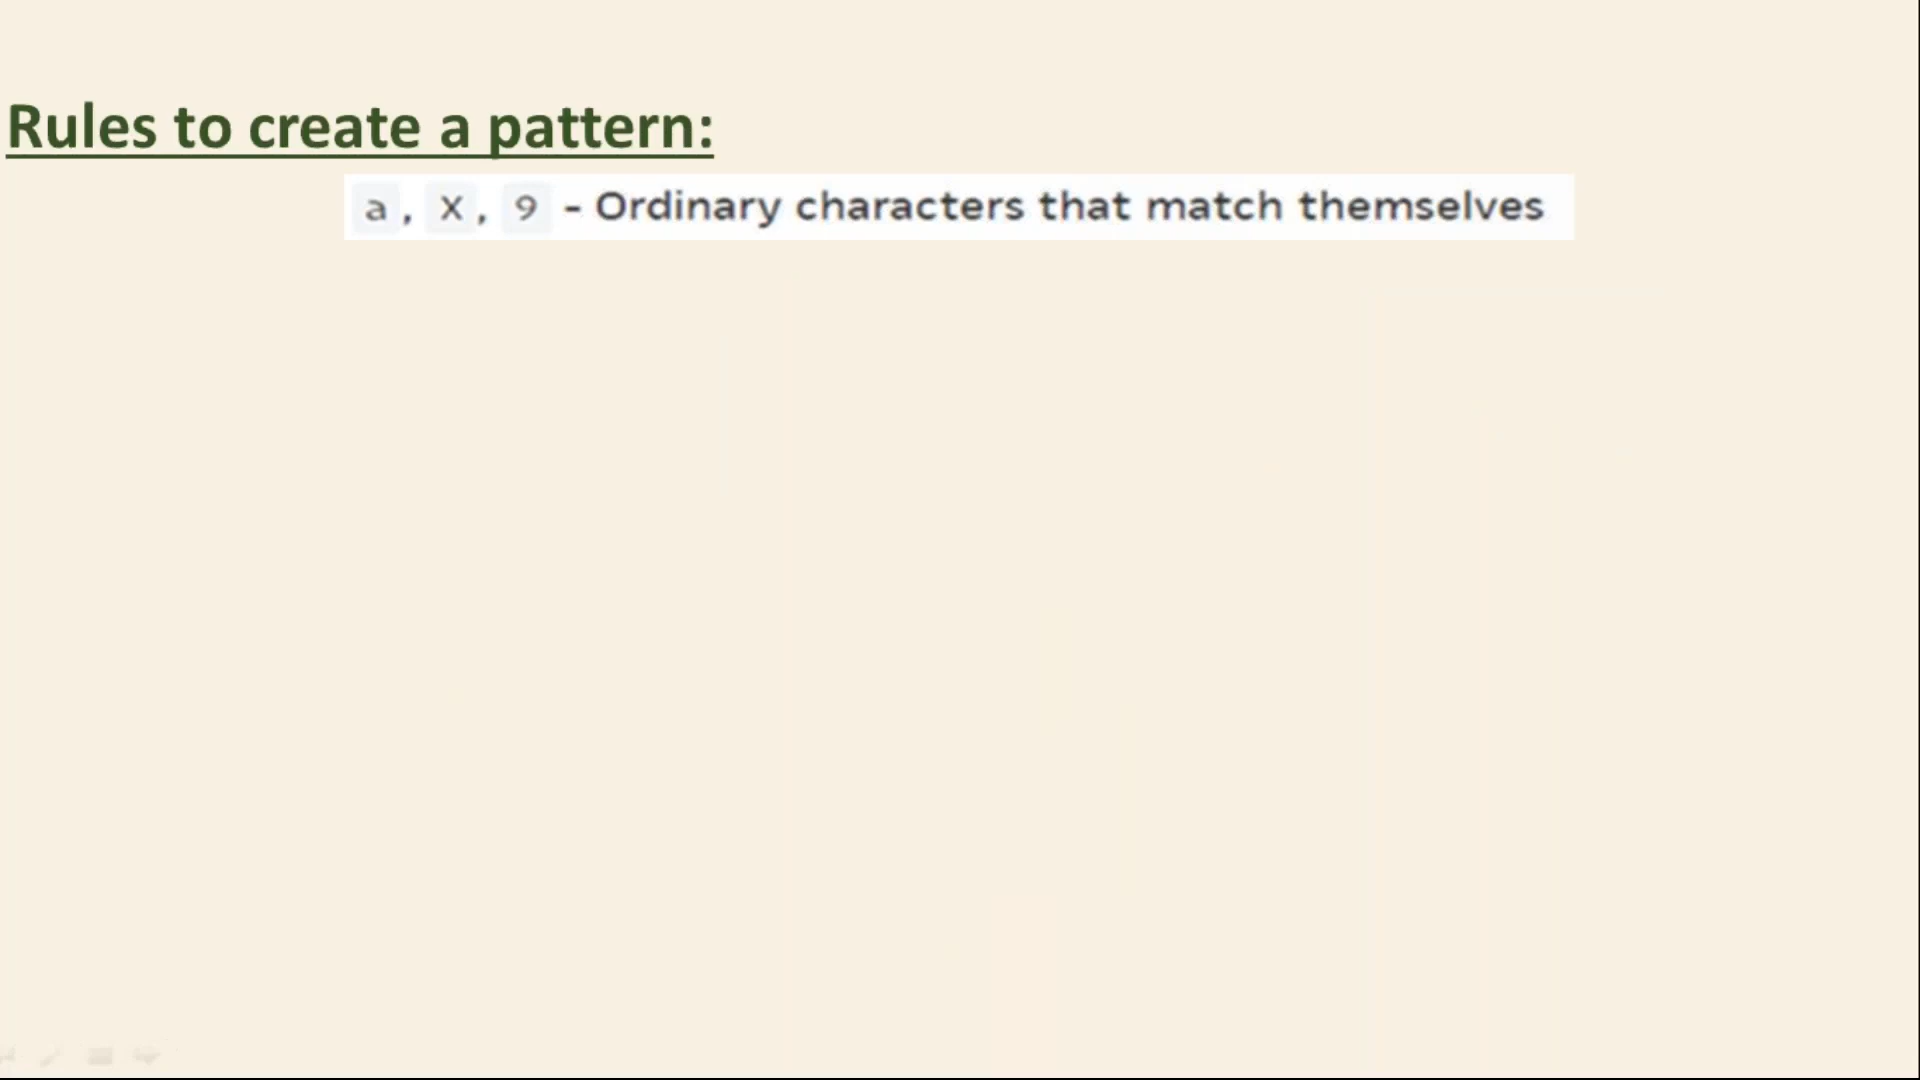 Rules to create a pattern:
a, X, 9 - Ordinary characters that match themselves